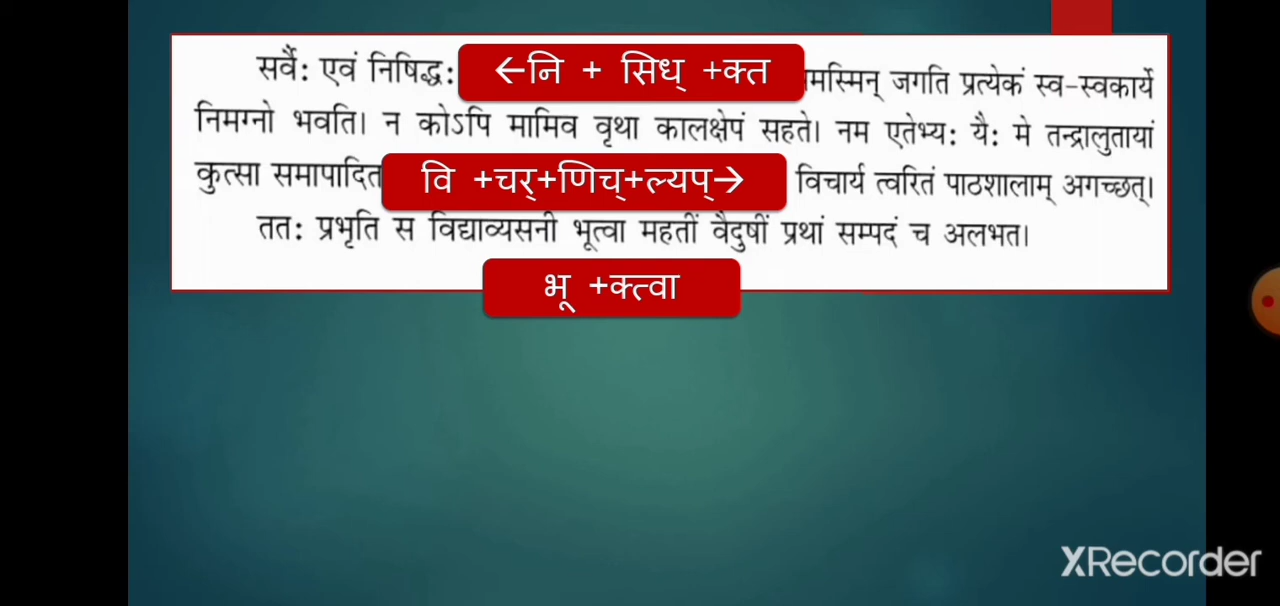 सर्वै: एवं निषिद्ध: ←नि + सिध् +क्त मस्मिन् जगति प्रत्येकं स्व-स्वकार्ये
निमग्नो भवति। न कोऽपि मामिव वृथा कालक्षेपं सहते। नम एतेभ्य: यै: मे तन्द्रालुतायां
कुत्सा समापादित वि +चर्+णिच्+ल्यप्→ विचार्य त्वरितं पाठशालाम् अगच्छत्।
तत: प्रभृति स विद्याव्यसनी भूत्वा महतीं वैदुषीं प्रथां सम्पदं च अलभत।
भू +क्त्वा
XRecorder